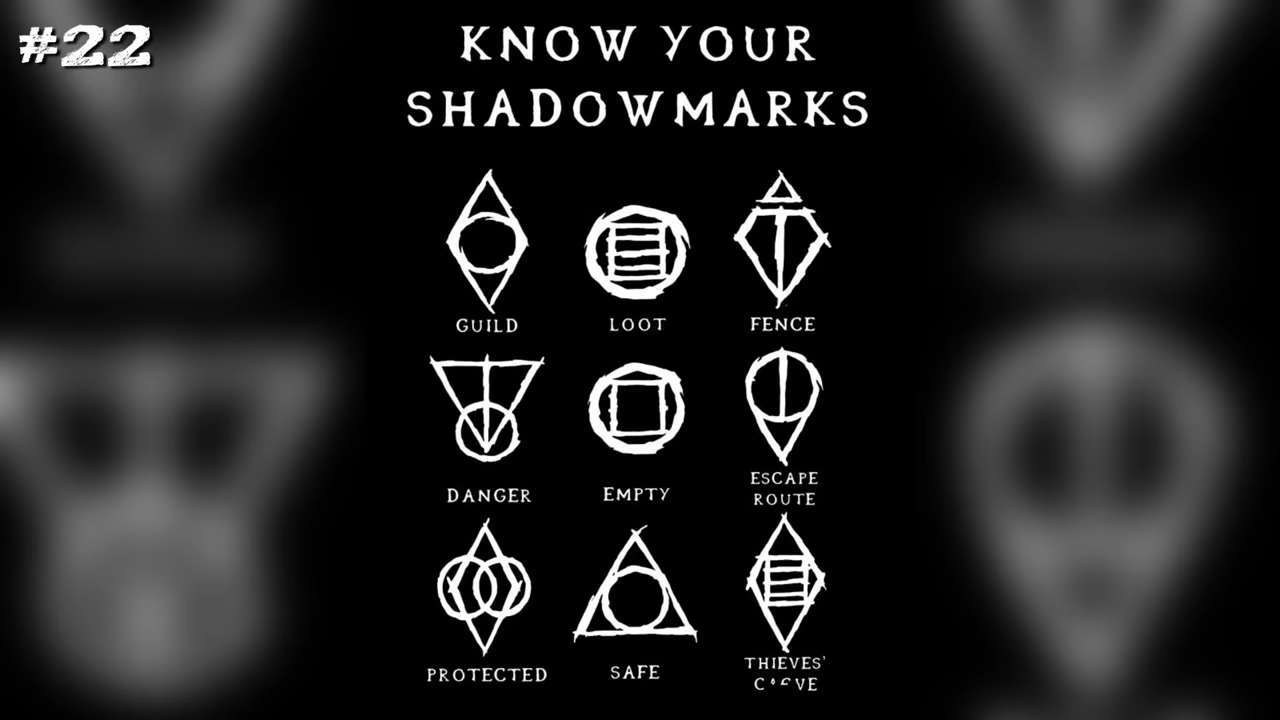 #22
KNOW YOUR
SHADOWMARKS
GUILD LOOT FENCE
DANGER EMPTY ESCAPE
ROUTE
PROTECTED SAFE THIEVES'